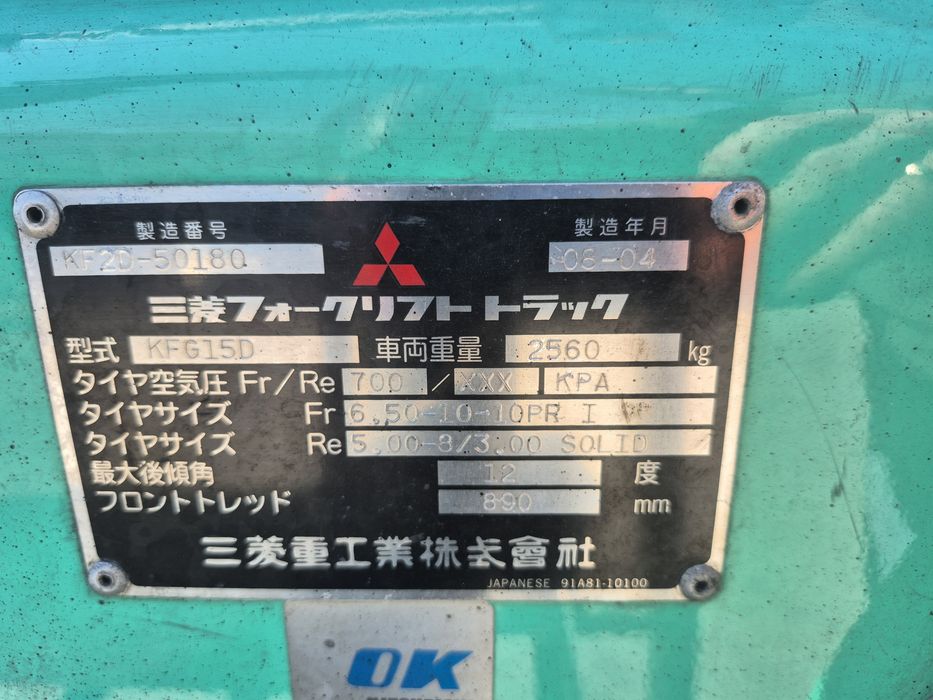 製造番号 製造年月
KF2D-50180 08-04
三菱フォークリフト トラック
型式 KFG15D 車両重量 2560 kg
タイヤ空気圧 Fr/Re 700 / XXX KPA
タイヤサイズ Fr 6.50-10-10PR I
タイヤサイズ Re 5.00-8/3.00 SOLID
最大後傾角 12 度
フロントトレッド 890 mm
三菱重工業株式會社
JAPANESE 91A81-10100
OK